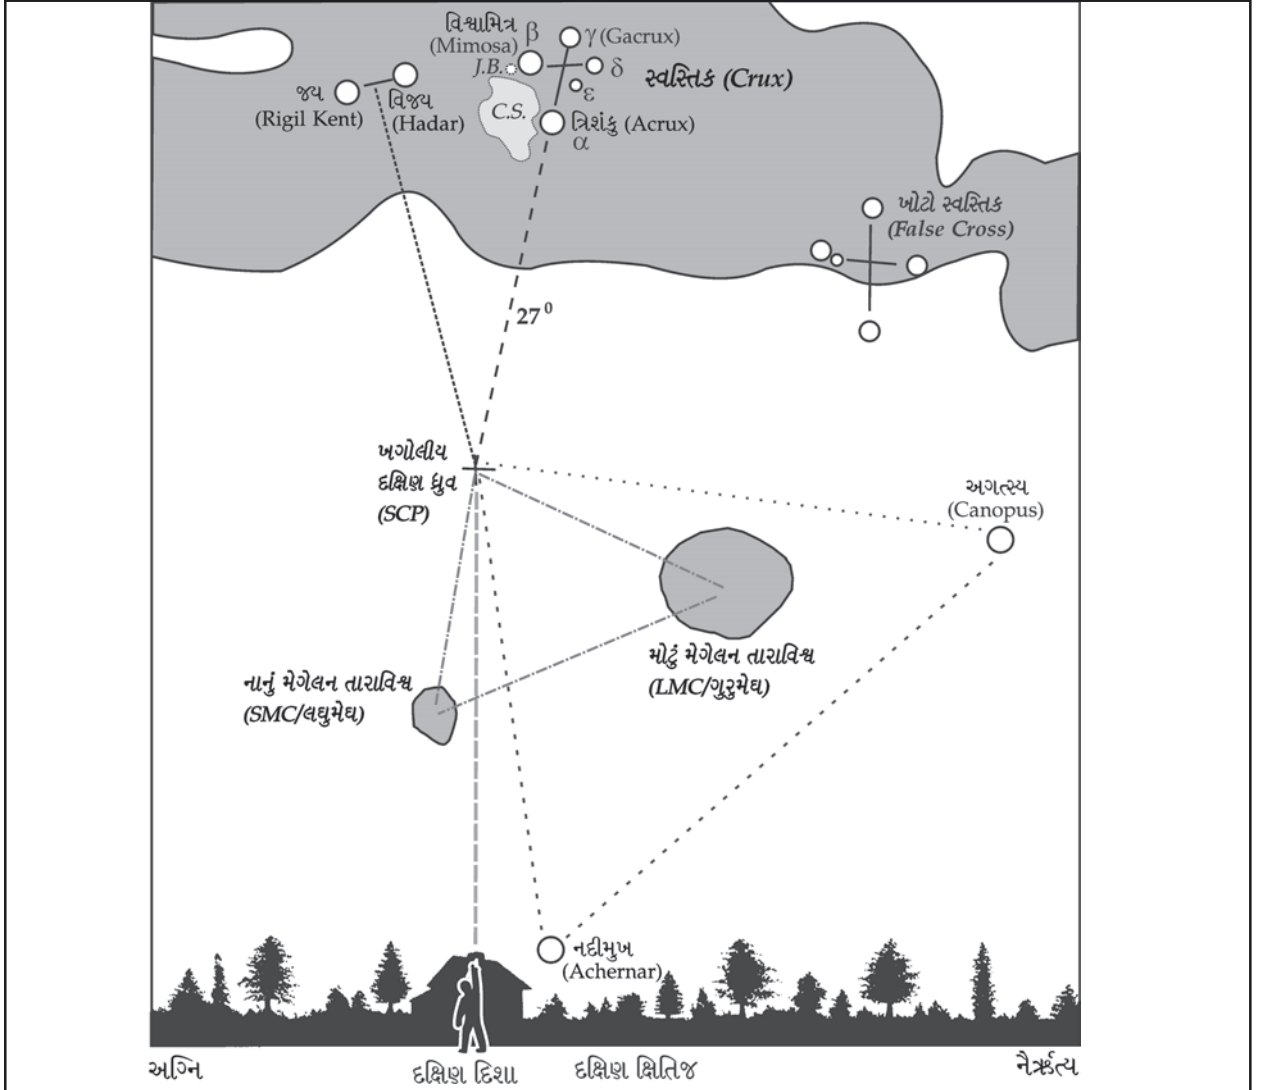 વિશ્વામિત્ર β
(Mimosa)
γ (Gacrux)
J.B.
δ
સ્વસ્તિક (Crux)
ε
જય
(Rigil Kent)
વિજય
(Hadar)
C.S.
ત્રિશંકુ (Acrux)
α
ખોટો સ્વસ્તિક
(False Cross)
27⁰
ખગોલીય
દક્ષિણ ધ્રુવ
(SCP)
અગત્સ્ય
(Canopus)
મોટું મેગેલન તારાવિશ્વ
(LMC/ગુરુમેઘ)
નાનું મેગેલન તારાવિશ્વ
(SMC/લઘુમેઘ)
નદીમુખ
(Achernar)
અગ્નિ
દક્ષિણ દિશા
દક્ષિણ ક્ષિતિજ
નૈર્ઋત્ય